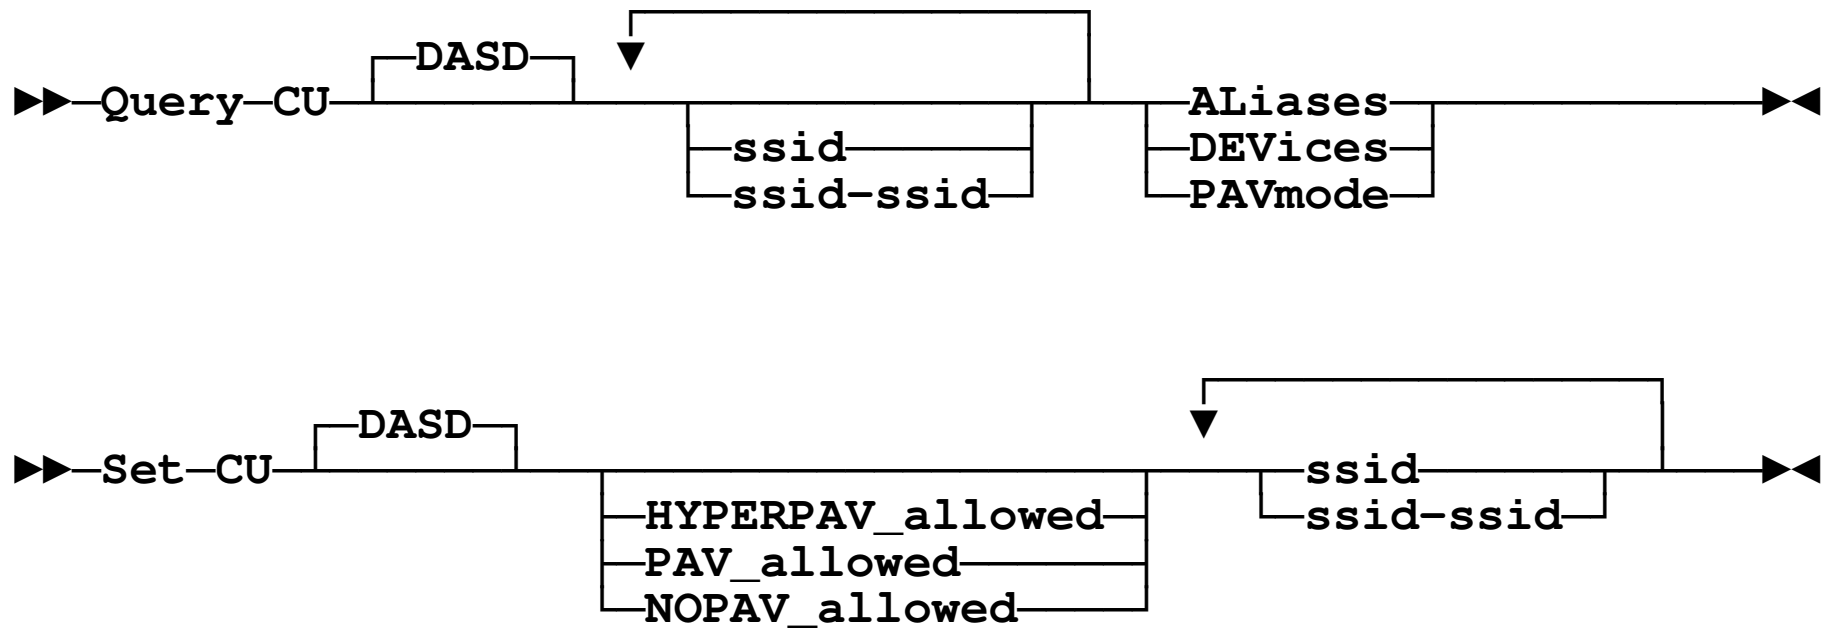 DASD
Query CU ALiases
ssid DEVices
ssid-ssid PAVmode
DASD
Set CU ssid
HYPERPAV_allowed ssid-ssid
PAV_allowed
NOPAV_allowed